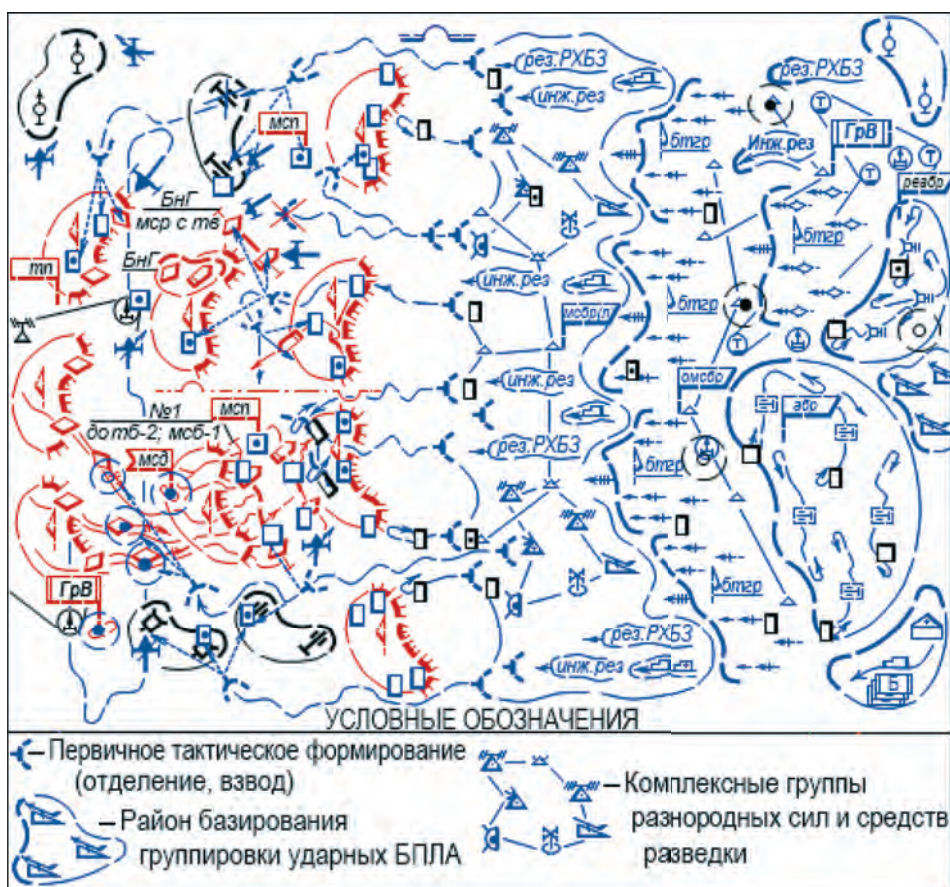 рез.РХБЗ
рез.РХБЗ
инж.рез
мсп
бтгр
ГрВ
Инж.рез
реабр
БнГ
мср с тв
бтгр
тп
БнГ
инж.рез
мсбр(л)
бтгр
омсбр
инж.рез
№1
до тб-2; мсб-1
мсп
абр
мсд
рез.РХБЗ
бтгр
ГрВ
бтгр
рез.РХБЗ
инж.рез
Б
УСЛОВНЫЕ ОБОЗНАЧЕНИЯ
– Первичное тактическое формирование
(отделение, взвод)
– Район базирования
группировки ударных БПЛА
– Комплексные группы
разнородных сил и средств
разведки
Т
Т
Т
Т